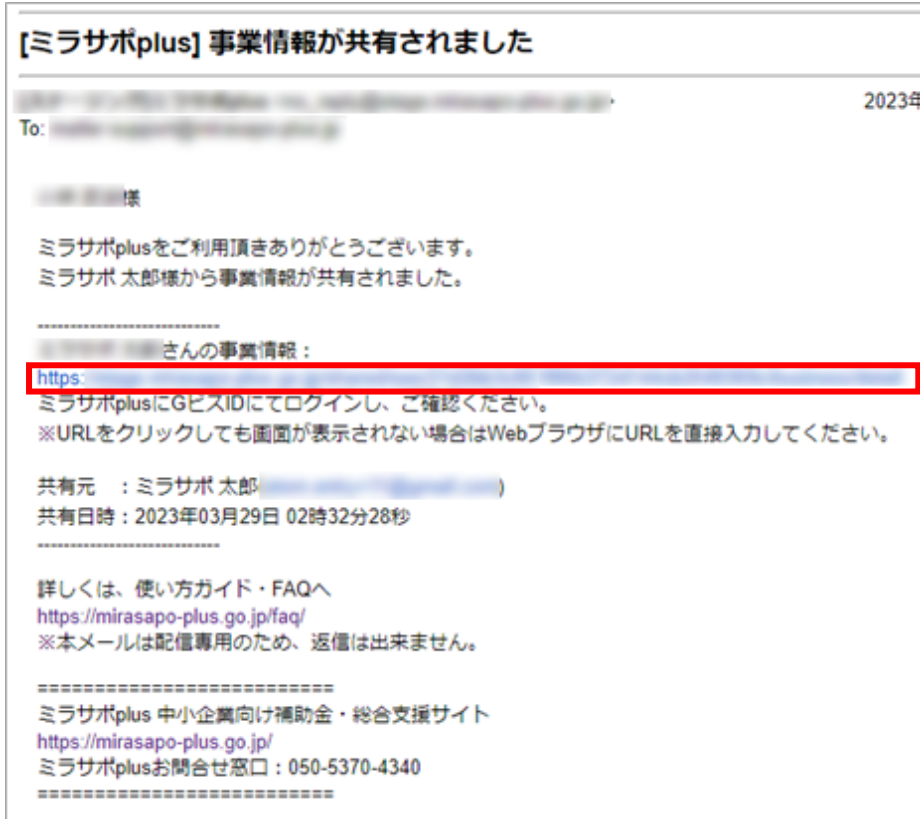 [ミラサポplus] 事業情報が共有されました
2023年
To:
様
ミラサポplusをご利用頂きありがとうございます。
ミラサポ 太郎様から事業情報が共有されました。
----------------------------
さんの事業情報：
https:
ミラサポplusにGビズIDにてログインし、ご確認ください。
※URLをクリックしても画面が表示されない場合はWebブラウザにURLを直接入力してください。
共有元　：ミラサポ 太郎( )
共有日時：2023年03月29日 02時32分28秒
----------------------------
詳しくは、使い方ガイド・FAQへ
https://mirasapo-plus.go.jp/faq/
※本メールは配信専用のため、返信は出来ません。
==========================
ミラサポplus 中小企業向け補助金・総合支援サイト
https://mirasapo-plus.go.jp/
ミラサポplusお問合せ窓口：050-5370-4340
==========================